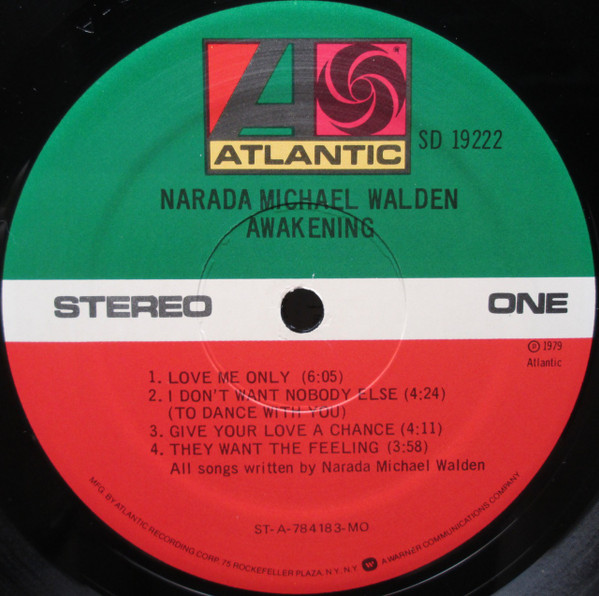 ATLANTIC
SD 19222
NARADA MICHAEL WALDEN
AWAKENING
STEREO
ONE
℗ 1979
Atlantic
1. LOVE ME ONLY (6:05)
2. I DON'T WANT NOBODY ELSE (4:24)
(TO DANCE WITH YOU)
3. GIVE YOUR LOVE A CHANCE (4:11)
4. THEY WANT THE FEELING (3:58)
All songs written by Narada Michael Walden
ST-A-784183-MO
MFG. BY ATLANTIC RECORDING CORP., 75 ROCKEFELLER PLAZA, N.Y., N.Y. A WARNER COMMUNICATIONS COMPANY